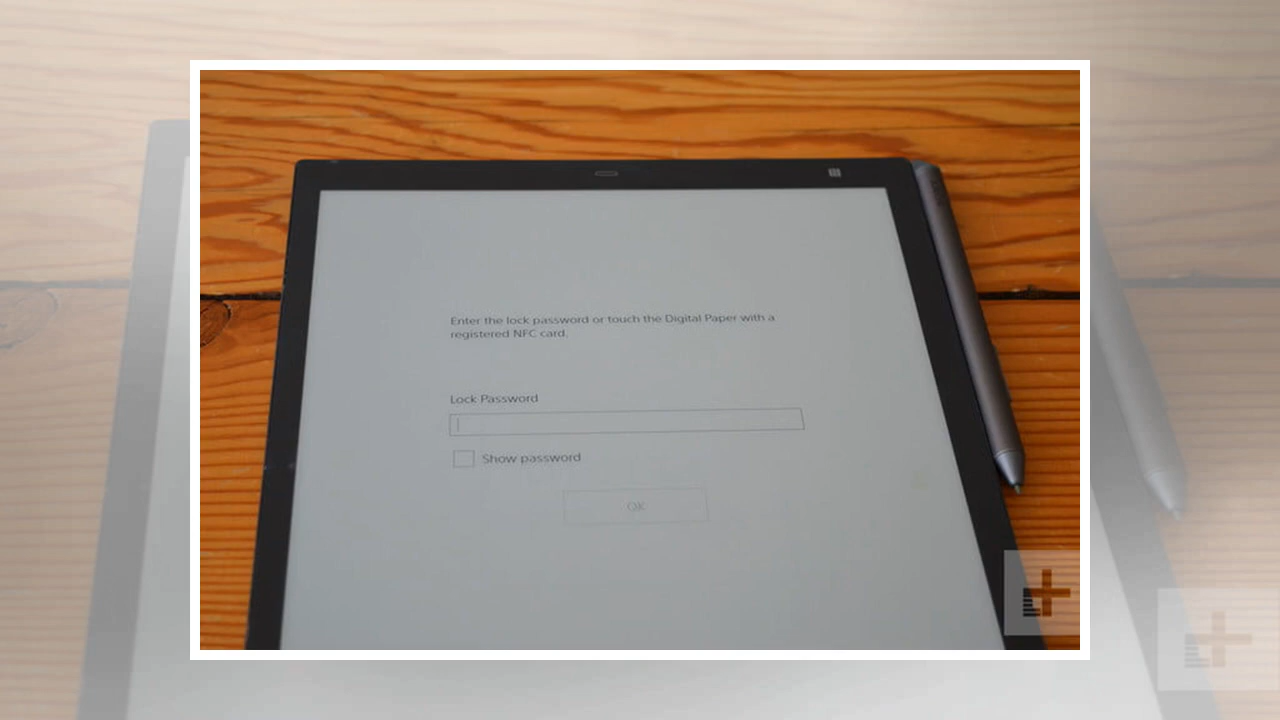 Enter the lock password or touch the Digital Paper with a
registered NFC card.
Lock Password
Show password
OK